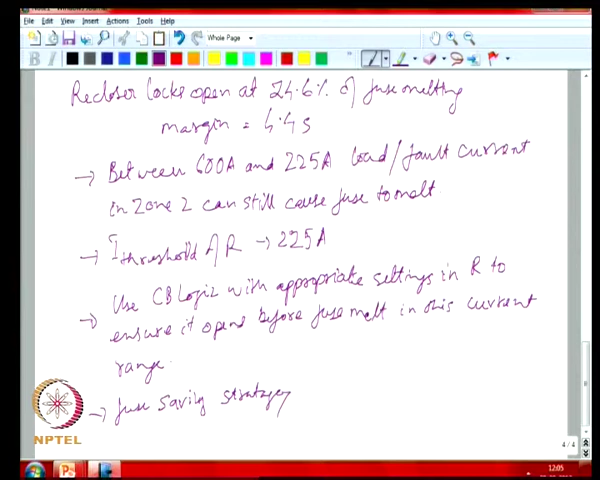 File Edit View Insert Actions Tools Help
Whole Page
Recloser locks open at 24.6% of fuse melting
margin = 4.4s
→ Between 600A and 225A load/fault current
in Zone 2 can still cause fuse to melt
→ Ithreshold of R → 225A
→ Use CB Logic with appropriate settings in R to
ensure it opens before fuse melt in this current
range.
→ fuse saving strategy
NPTEL
4 / 4
12:05